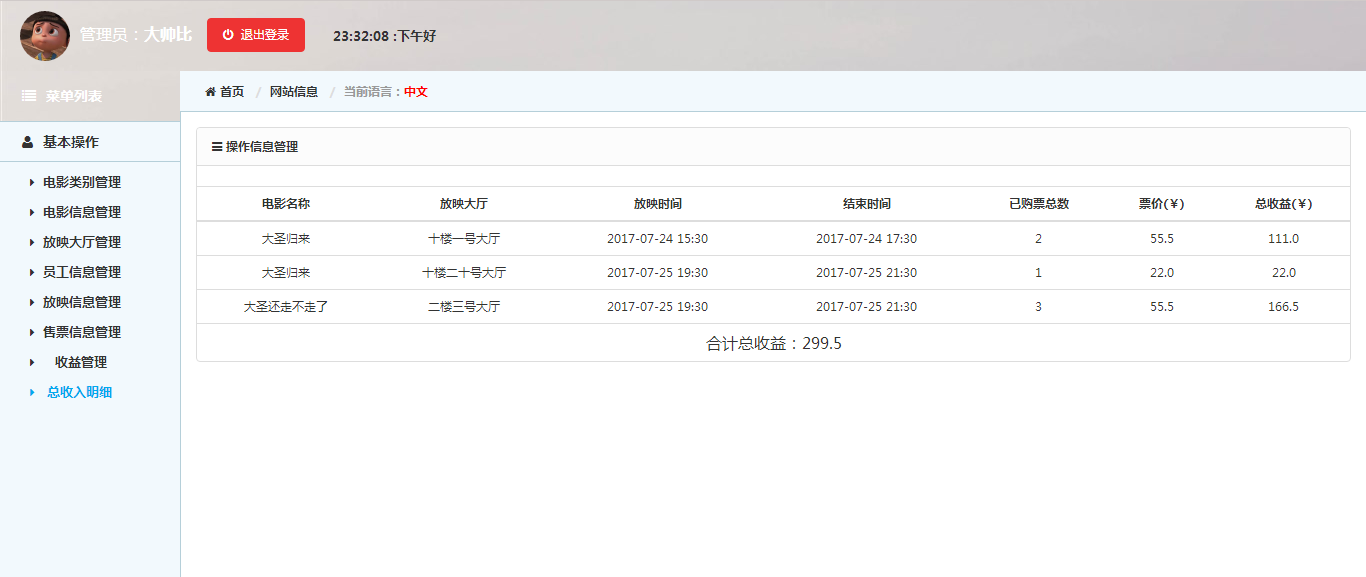 管理员：大帅比 退出登录 23:32:08 :下午好
菜单列表
首页 / 网站信息 / 当前语言：中文
基本操作
电影类别管理
电影信息管理
放映大厅管理
员工信息管理
放映信息管理
售票信息管理
收益管理
总收入明细
操作信息管理
电影名称 放映大厅 放映时间 结束时间 已购票总数 票价(￥) 总收益(￥)
大圣归来 十楼一号大厅 2017-07-24 15:30 2017-07-24 17:30 2 55.5 111.0
大圣归来 十楼二十号大厅 2017-07-25 19:30 2017-07-25 21:30 1 22.0 22.0
大圣还走不走了 二楼三号大厅 2017-07-25 19:30 2017-07-25 21:30 3 55.5 166.5
合计总收益：299.5